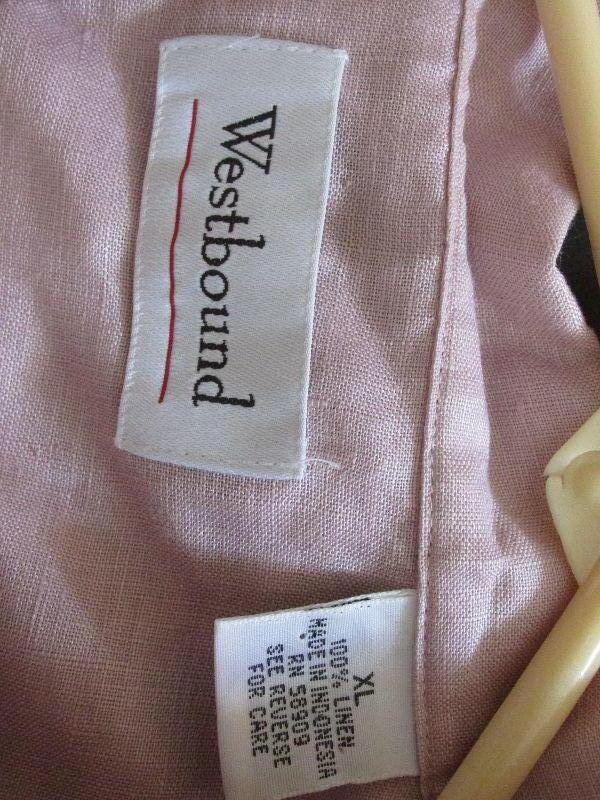 Westbound
XL
100% LINEN
MADE IN INDONESIA
RN 58909
SEE REVERSE
FOR CARE